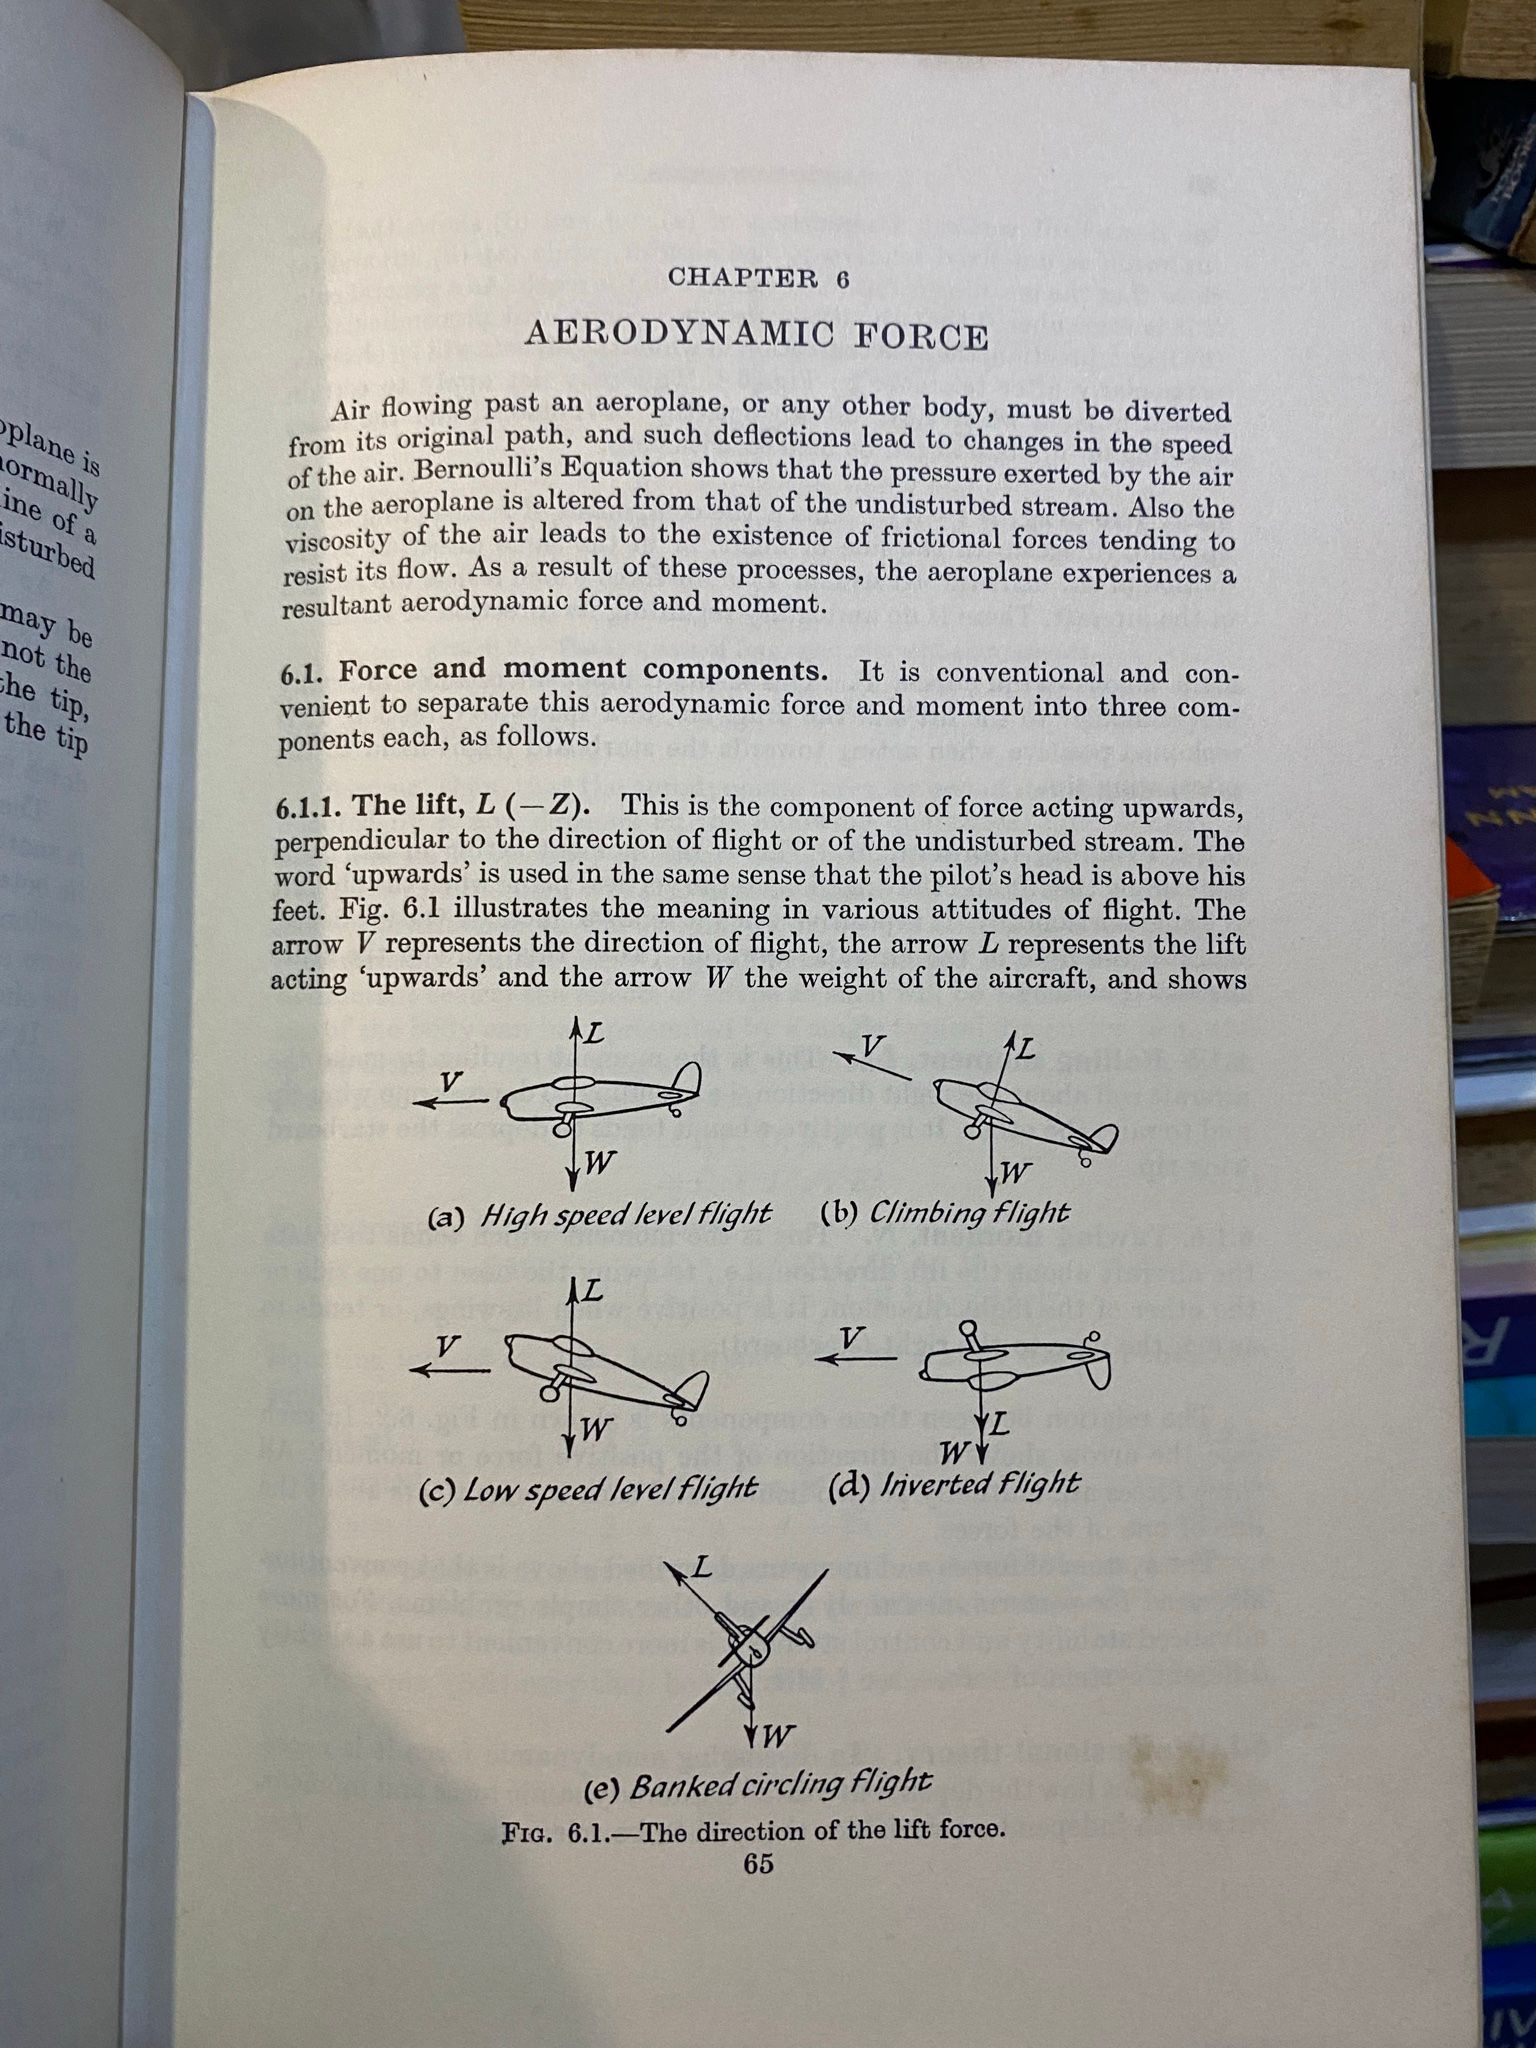 oplane is
normally
ine of a
isturbed
may be
not the
the tip,
the tip
CHAPTER 6
AERODYNAMIC FORCE
Air flowing past an aeroplane, or any other body, must be diverted
from its original path, and such deflections lead to changes in the speed
of the air. Bernoulli's Equation shows that the pressure exerted by the air
on the aeroplane is altered from that of the undisturbed stream. Also the
viscosity of the air leads to the existence of frictional forces tending to
resist its flow. As a result of these processes, the aeroplane experiences a
resultant aerodynamic force and moment.
6.1. Force and moment components. It is conventional and con-
venient to separate this aerodynamic force and moment into three com-
ponents each, as follows.
6.1.1. The lift, L (—Z). This is the component of force acting upwards,
perpendicular to the direction of flight or of the undisturbed stream. The
word ‘upwards’ is used in the same sense that the pilot's head is above his
feet. Fig. 6.1 illustrates the meaning in various attitudes of flight. The
arrow V represents the direction of flight, the arrow L represents the lift
acting ‘upwards’ and the arrow W the weight of the aircraft, and shows
L
V
W
(a) High speed level flight
V
L
W
(b) Climbing flight
L
V
W
(c) Low speed level flight
V
L
W
(d) Inverted flight
L
W
(e) Banked circling flight
FIG. 6.1.—The direction of the lift force.
65